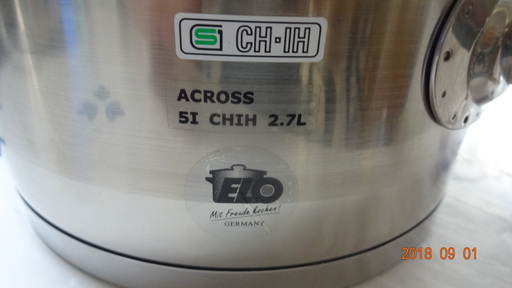 S CH·IH
ACROSS
5I CHIH 2.7L
ELO
Mit Freude kochen!
GERMANY
2018 09 01